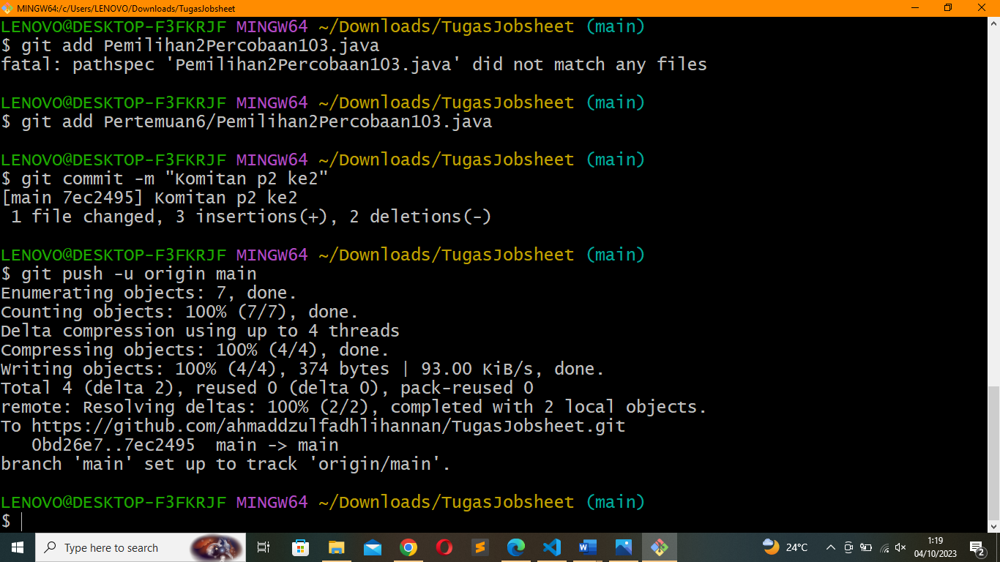 MINGW64:/c/Users/LENOVO/Downloads/TugasJobsheet
LENOVO@DESKTOP-F3FKRJF MINGW64 ~/Downloads/TugasJobsheet (main)
$ git add Pemilihan2Percobaan103.java
fatal: pathspec 'Pemilihan2Percobaan103.java' did not match any files
LENOVO@DESKTOP-F3FKRJF MINGW64 ~/Downloads/TugasJobsheet (main)
$ git add Pertemuan6/Pemilihan2Percobaan103.java
LENOVO@DESKTOP-F3FKRJF MINGW64 ~/Downloads/TugasJobsheet (main)
$ git commit -m "Komitan p2 ke2"
[main 7ec2495] Komitan p2 ke2
1 file changed, 3 insertions(+), 2 deletions(-)
LENOVO@DESKTOP-F3FKRJF MINGW64 ~/Downloads/TugasJobsheet (main)
$ git push -u origin main
Enumerating objects: 7, done.
Counting objects: 100% (7/7), done.
Delta compression using up to 4 threads
Compressing objects: 100% (4/4), done.
Writing objects: 100% (4/4), 374 bytes | 93.00 KiB/s, done.
Total 4 (delta 2), reused 0 (delta 0), pack-reused 0
remote: Resolving deltas: 100% (2/2), completed with 2 local objects.
To https://github.com/ahmaddzulfadhlihannan/TugasJobsheet.git
0bd26e7..7ec2495  main -> main
branch 'main' set up to track 'origin/main'.
LENOVO@DESKTOP-F3FKRJF MINGW64 ~/Downloads/TugasJobsheet (main)
$
Type here to search
24°C
1:19
04/10/2023
2